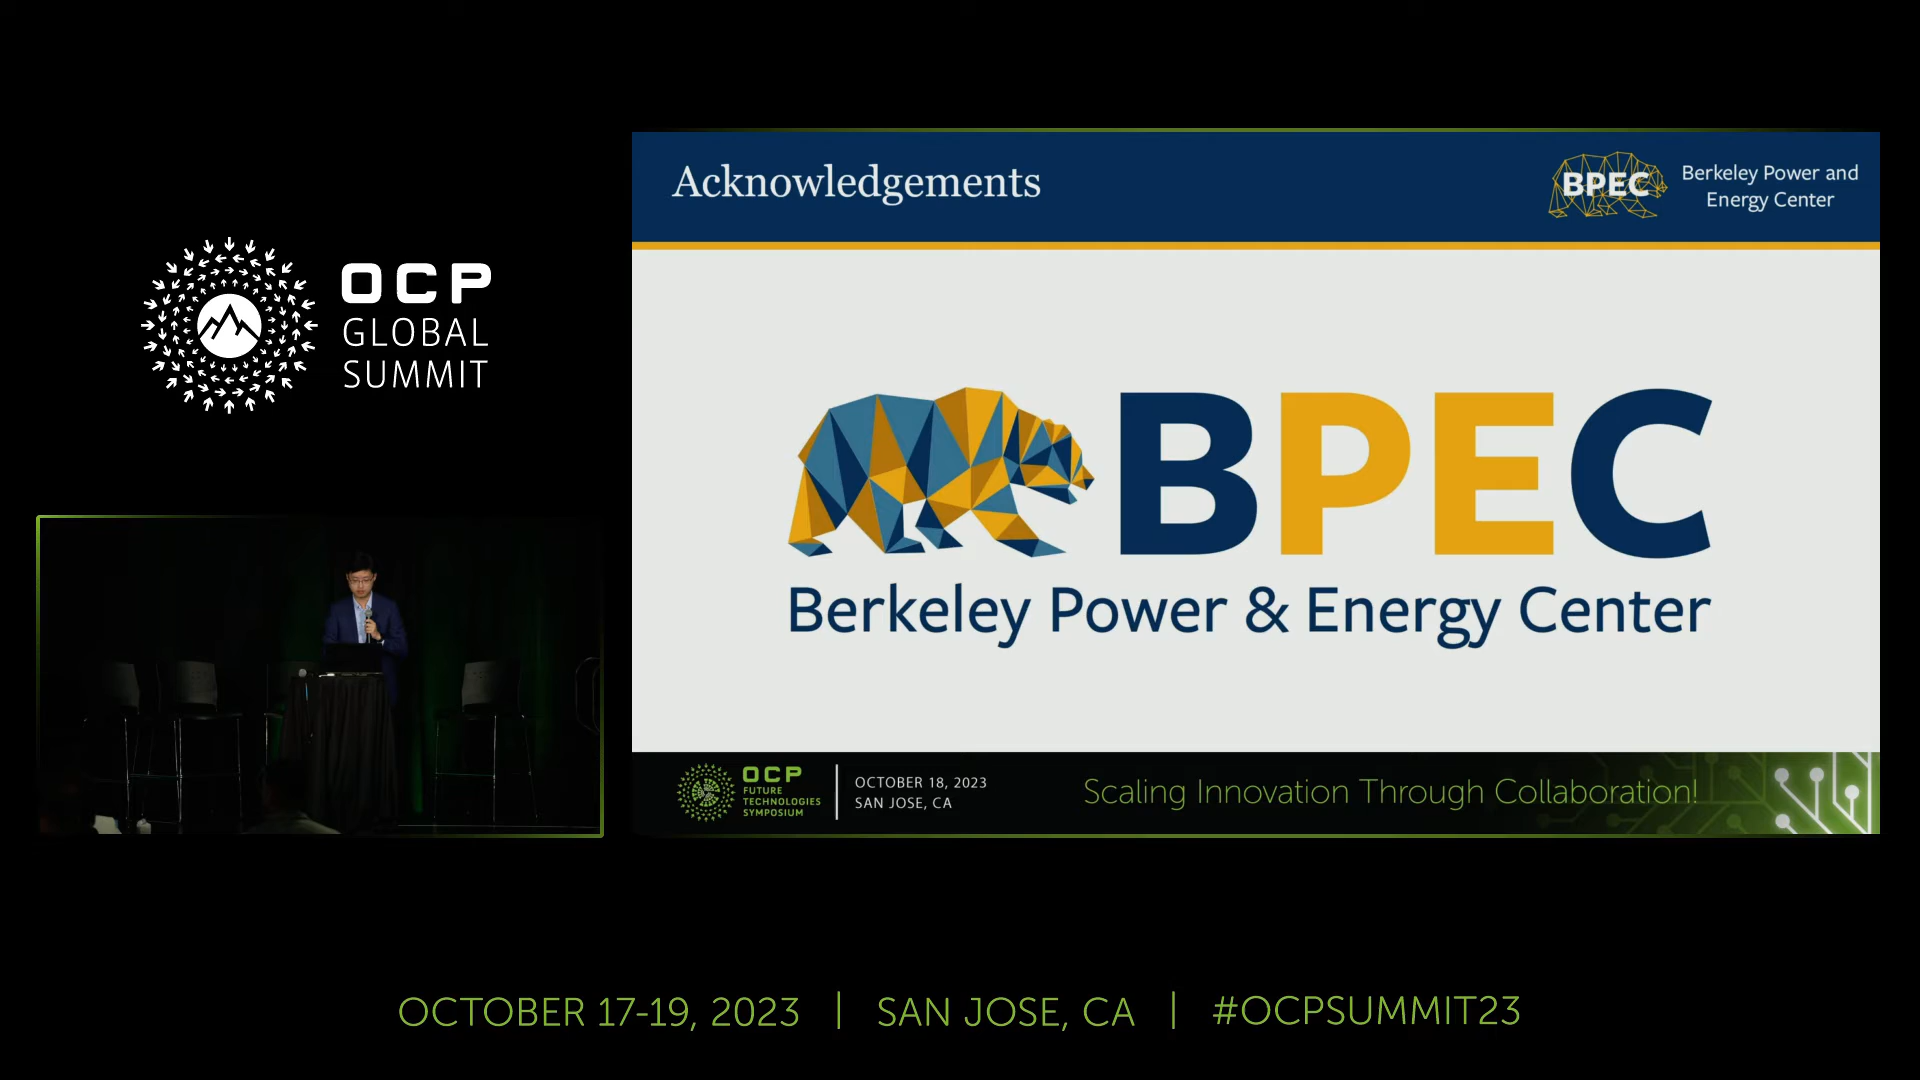 OCP
GLOBAL
SUMMIT
Acknowledgements
BPEC
Berkeley Power and
Energy Center
BPEC
Berkeley Power & Energy Center
OCP
FUTURE
TECHNOLOGIES
SYMPOSIUM
OCTOBER 18, 2023
SAN JOSE, CA
Scaling Innovation Through Collaboration!
OCTOBER 17-19, 2023 | SAN JOSE, CA | #OCPSUMMIT23